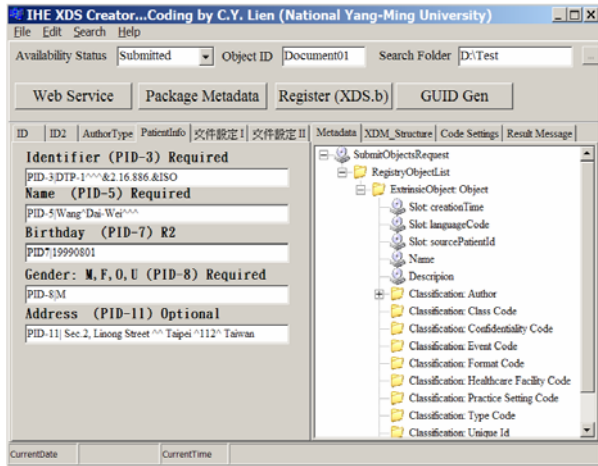 IHE XDS Creator...Coding by C.Y. Lien (National Yang-Ming University)
File Edit Search Help
Availability Status Submitted Object ID Document01 Search Folder D:\Test ...
Web Service Package Metadata Register (XDS.b) GUID Gen
ID ID2 AuthorType PatientInfo 文件設定 I 文件設定 II Metadata XDM_Structure Code Settings Result Message
Identifier (PID-3) Required
PID-3|DTP-1^^^&2.16.886.&ISO
Name (PID-5) Required
PID-5|Wang^Dai-Wei^^^
Birthday (PID-7) R2
PID7|19990801
Gender: M,F,O,U (PID-8) Required
PID-8|M
Address (PID-11) Optional
PID-11| Sec.2, Linong Street ^^ Taipei ^112^ Taiwan
SubmitObjectsRequest
RegistryObjectList
ExtrinsicObject: Object
Slot: creationTime
Slot: languageCode
Slot: sourcePatientId
Name
Descripion
Classification: Author
Classification: Class Code
Classification: Confidentiality Code
Classification: Event Code
Classification: Format Code
Classification: Healthcare Facility Code
Classification: Practice Setting Code
Classification: Type Code
Classification: Unique Id
CurrentDate CurrentTime